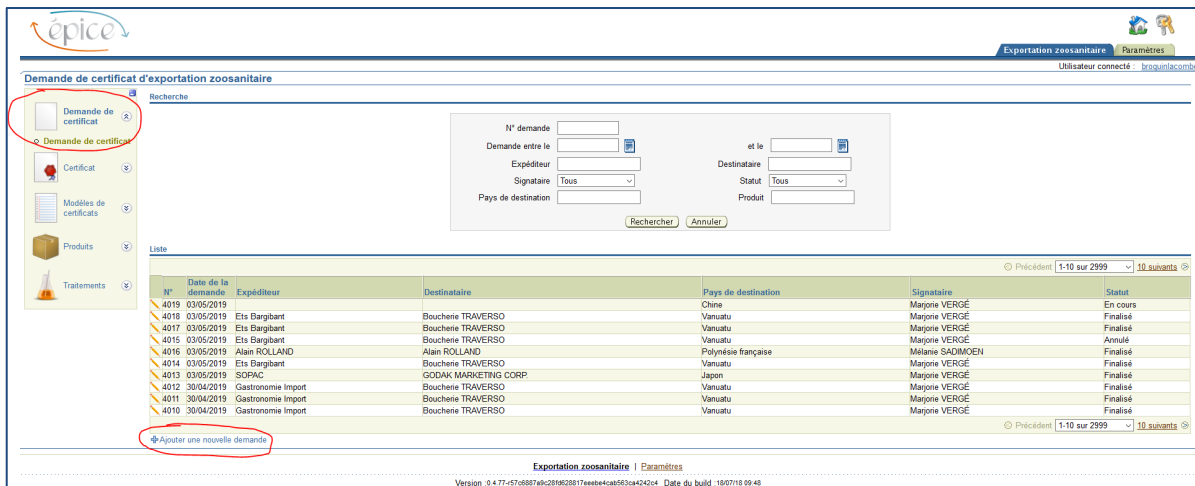 épice
Exportation zoosanitaire Paramètres
Utilisateur connecté : broquinlacombe
Demande de certificat d'exportation zoosanitaire
Demande de certificat
Demande de certificat
Certificat
Modèles de certificats
Produits
Traitements
Recherche
N° demande
Demande entre le et le
Expéditeur Destinataire
Signataire Tous Statut Tous
Pays de destination Produit
Rechercher Annuler
Liste
Précédent 1-10 sur 2999 10 suivants
N° Date de la demande Expéditeur Destinataire Pays de destination Signataire Statut
4019 03/05/2019 Chine Marjorie VERGÉ En cours
4018 03/05/2019 Ets Bargibant Boucherie TRAVERSO Vanuatu Marjorie VERGÉ Finalisé
4017 03/05/2019 Ets Bargibant Boucherie TRAVERSO Vanuatu Marjorie VERGÉ Finalisé
4015 03/05/2019 Ets Bargibant Boucherie TRAVERSO Vanuatu Marjorie VERGÉ Annulé
4016 03/05/2019 Alain ROLLAND Alain ROLLAND Polynésie française Mélanie SADIMOEN Finalisé
4014 03/05/2019 Ets Bargibant Boucherie TRAVERSO Vanuatu Marjorie VERGÉ Finalisé
4013 03/05/2019 SOPAC GODAK MARKETING CORP. Japon Marjorie VERGÉ Finalisé
4012 30/04/2019 Gastronomie Import Boucherie TRAVERSO Vanuatu Marjorie VERGÉ Finalisé
4011 30/04/2019 Gastronomie Import Boucherie TRAVERSO Vanuatu Marjorie VERGÉ Finalisé
4010 30/04/2019 Gastronomie Import Boucherie TRAVERSO Vanuatu Marjorie VERGÉ Finalisé
Précédent 1-10 sur 2999 10 suivants
Ajouter une nouvelle demande
Exportation zoosanitaire | Paramètres
Version :0.4.77-r57c6887a9c28fd628817eeebe4cab563ca4242c4 Date du build :18/07/18 09:48